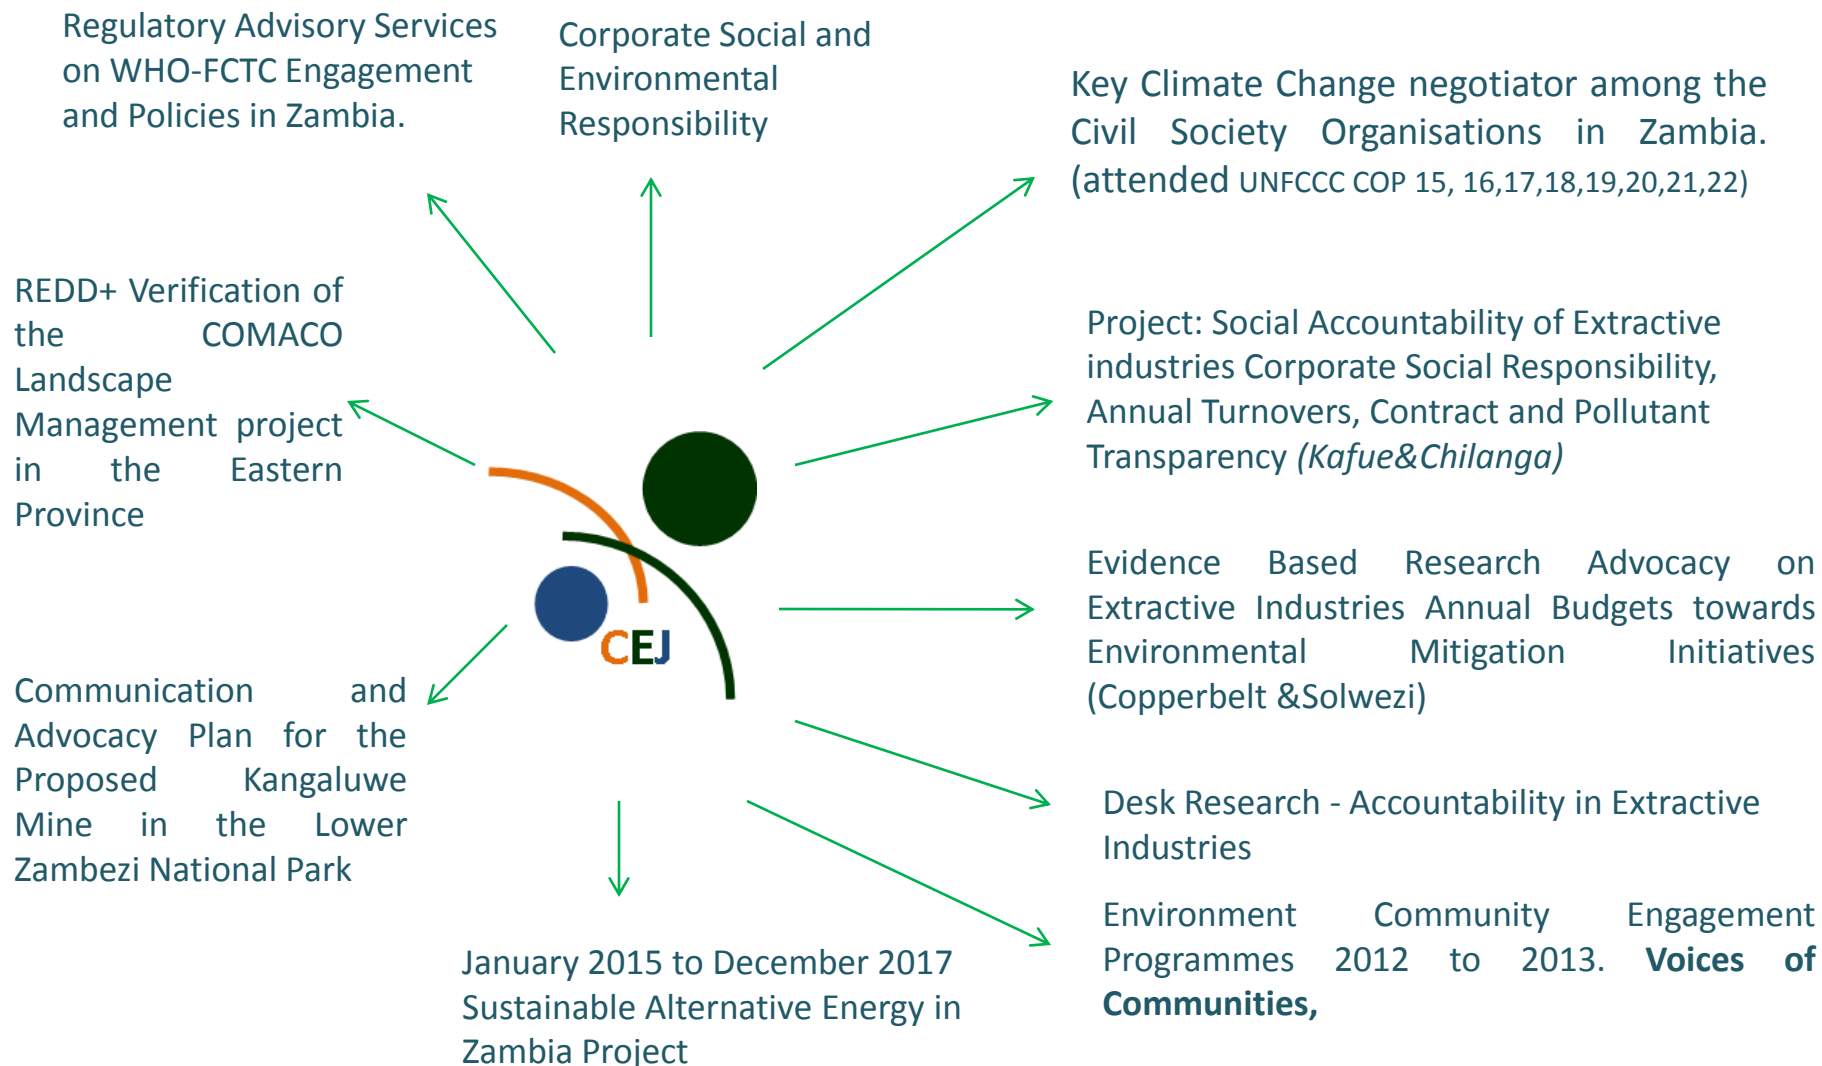 Regulatory Advisory Services
on WHO-FCTC Engagement
and Policies in Zambia.
Corporate Social and
Environmental
Responsibility
Key Climate Change negotiator among the
Civil Society Organisations in Zambia.
(attended UNFCCC COP 15, 16,17,18,19,20,21,22)
REDD+ Verification of
the COMACO
Landscape
Management project
in the Eastern
Province
Project: Social Accountability of Extractive
industries Corporate Social Responsibility,
Annual Turnovers, Contract and Pollutant
Transparency (Kafue&Chilanga)
CEJ
Evidence Based Research Advocacy on
Extractive Industries Annual Budgets towards
Environmental Mitigation Initiatives
(Copperbelt &Solwezi)
Communication and
Advocacy Plan for the
Proposed Kangaluwe
Mine in the Lower
Zambezi National Park
Desk Research - Accountability in Extractive
Industries
Environment Community Engagement
Programmes 2012 to 2013. Voices of
Communities,
January 2015 to December 2017
Sustainable Alternative Energy in
Zambia Project